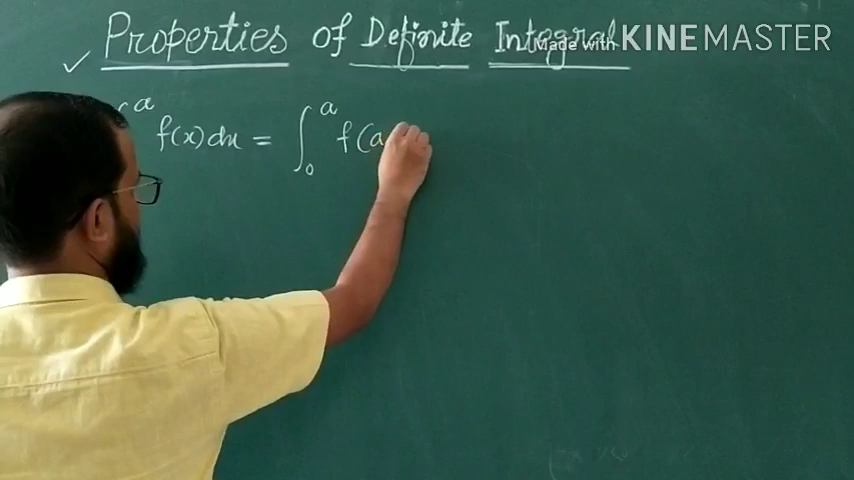 ✓ Properties of Definite Integral
Made with KINEMASTER
∫ᵃ f(x) dx = ∫₀ᵃ f(a